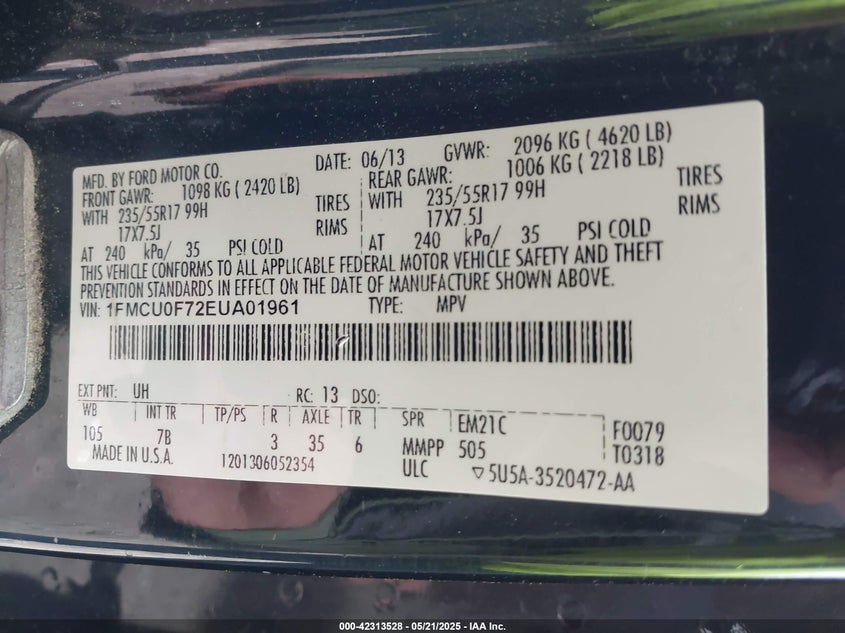 MFD. BY FORD MOTOR CO. DATE: 06/13 GVWR: 2096 KG ( 4620 LB)
FRONT GAWR: 1098 KG ( 2420 LB) REAR GAWR: 1006 KG ( 2218 LB)
WITH 235/55R17 99H TIRES WITH 235/55R17 99H TIRES
17X7.5J RIMS 17X7.5J RIMS
AT 240 kPa/ 35 PSI COLD AT 240 kPa/ 35 PSI COLD
THIS VEHICLE CONFORMS TO ALL APPLICABLE FEDERAL MOTOR VEHICLE SAFETY AND THEFT
PREVENTION STANDARDS IN EFFECT ON THE DATE OF MANUFACTURE SHOWN ABOVE.
VIN: 1FMCU0F72EUA01961 TYPE: MPV
EXT PNT: UH RC: 13 DSO:
WB INT TR TP/PS R AXLE TR SPR EM21C F0079
105 7B 3 35 6 MMPP 505 T0318
MADE IN U.S.A. 1201306052354 ULC ▽5U5A-3520472-AA
000-42313528 - 05/21/2025 - IAA Inc.